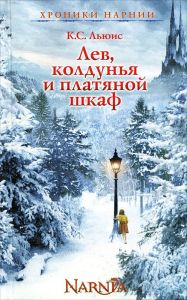 ХРОНИКИ НАРНИИ
К.С. Льюис
Лев,
колдунья
и платяной
шкаф
NARNIA